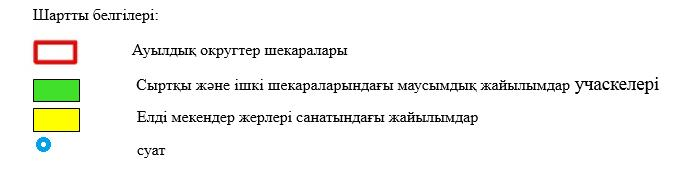 Шартты белгілері:
Ауылдық округтер шекаралары
Сыртқы және ішкі шекараларындағы маусымдық жайылымдар учаскелері
Елді мекендер жерлері санатындағы жайылымдар
суат